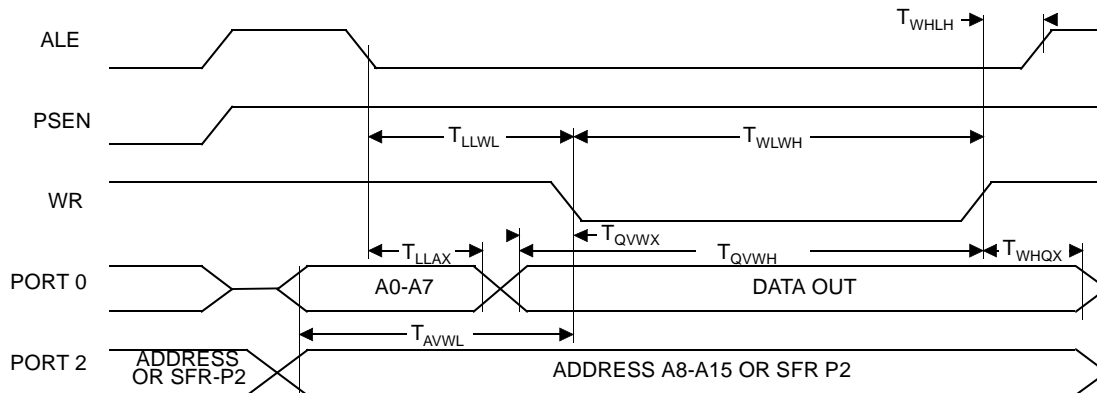 T_WHLH
ALE
PSEN
T_LLWL T_WLWH
WR
T_QVWX
T_LLAX T_QVWH T_WHQX
PORT 0 A0-A7 DATA OUT
T_AVWL
PORT 2 ADDRESS OR SFR-P2 ADDRESS A8-A15 OR SFR P2